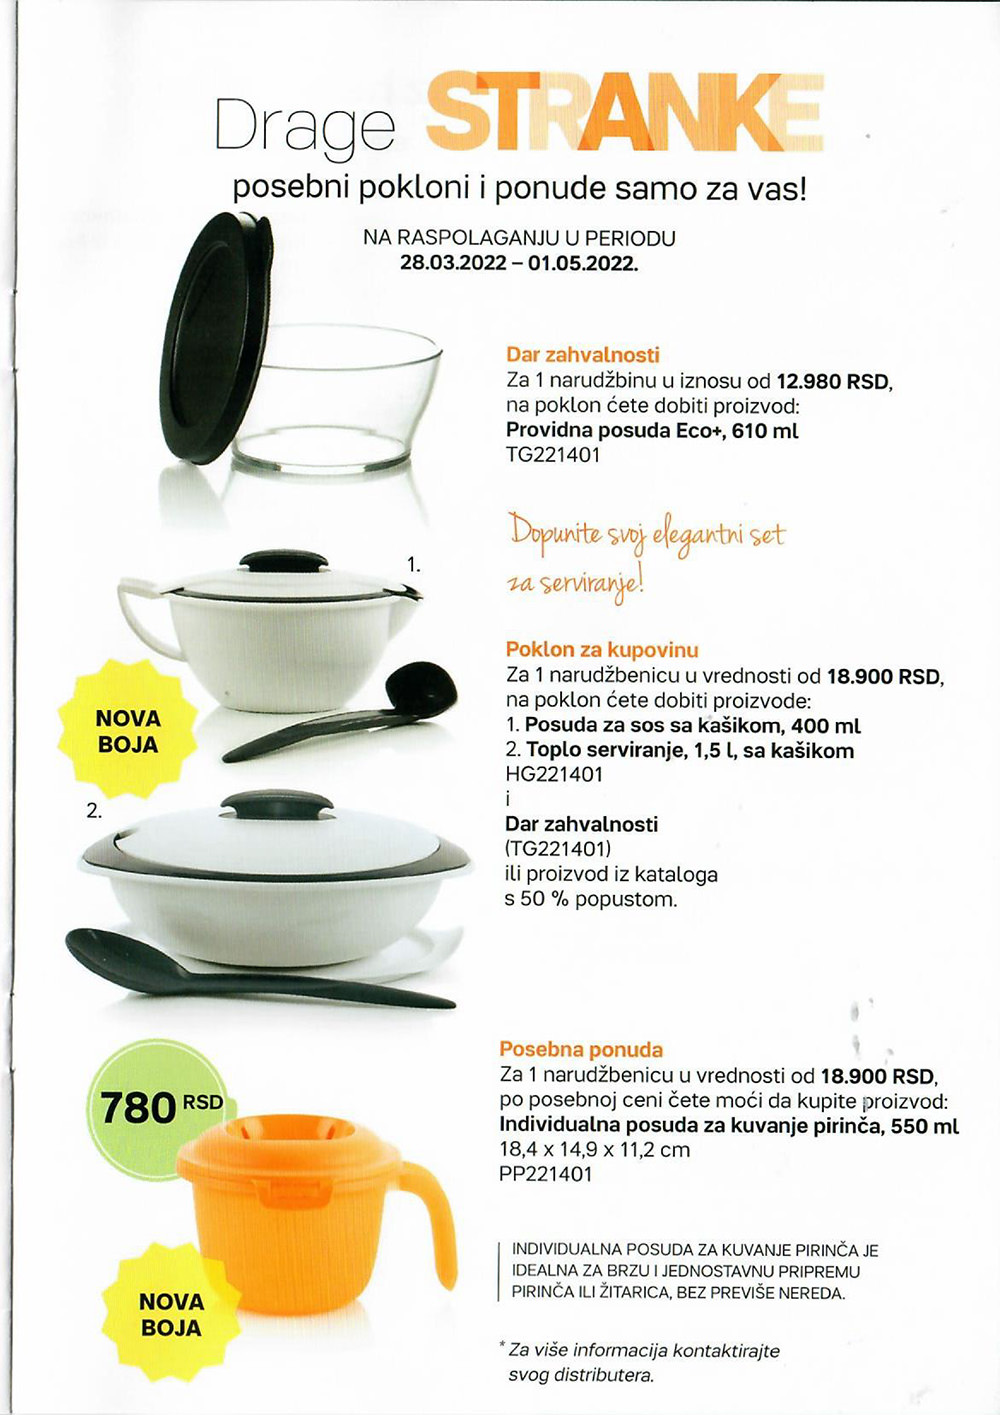 Drage STRANKE
posebni pokloni i ponude samo za vas!
NA RASPOLAGANJU U PERIODU
28.03.2022 – 01.05.2022.
Dar zahvalnosti
Za 1 narudžbinu u iznosu od 12.980 RSD,
na poklon ćete dobiti proizvod:
Providna posuda Eco+, 610 ml
TG221401
Dopunite svoj elegantni set
za serviranje!
1.
Poklon za kupovinu
Za 1 narudžbenicu u vrednosti od 18.900 RSD,
na poklon ćete dobiti proizvode:
1. Posuda za sos sa kašikom, 400 ml
2. Toplo serviranje, 1,5 l, sa kašikom
HG221401
i
Dar zahvalnosti
(TG221401)
ili proizvod iz kataloga
s 50 % popustom.
NOVA
BOJA
2.
780 RSD
Posebna ponuda
Za 1 narudžbenicu u vrednosti od 18.900 RSD,
po posebnoj ceni čete moći da kupite proizvod:
Individualna posuda za kuvanje pirinča, 550 ml
18,4 x 14,9 x 11,2 cm
PP221401
NOVA
BOJA
INDIVIDUALNA POSUDA ZA KUVANJE PIRINČA JE
IDEALNA ZA BRZU I JEDNOSTAVNU PRIPREMU
PIRINČA ILI ŽITARICA, BEZ PREVIŠE NEREDA.
* Za više informacija kontaktirajte
svog distributera.